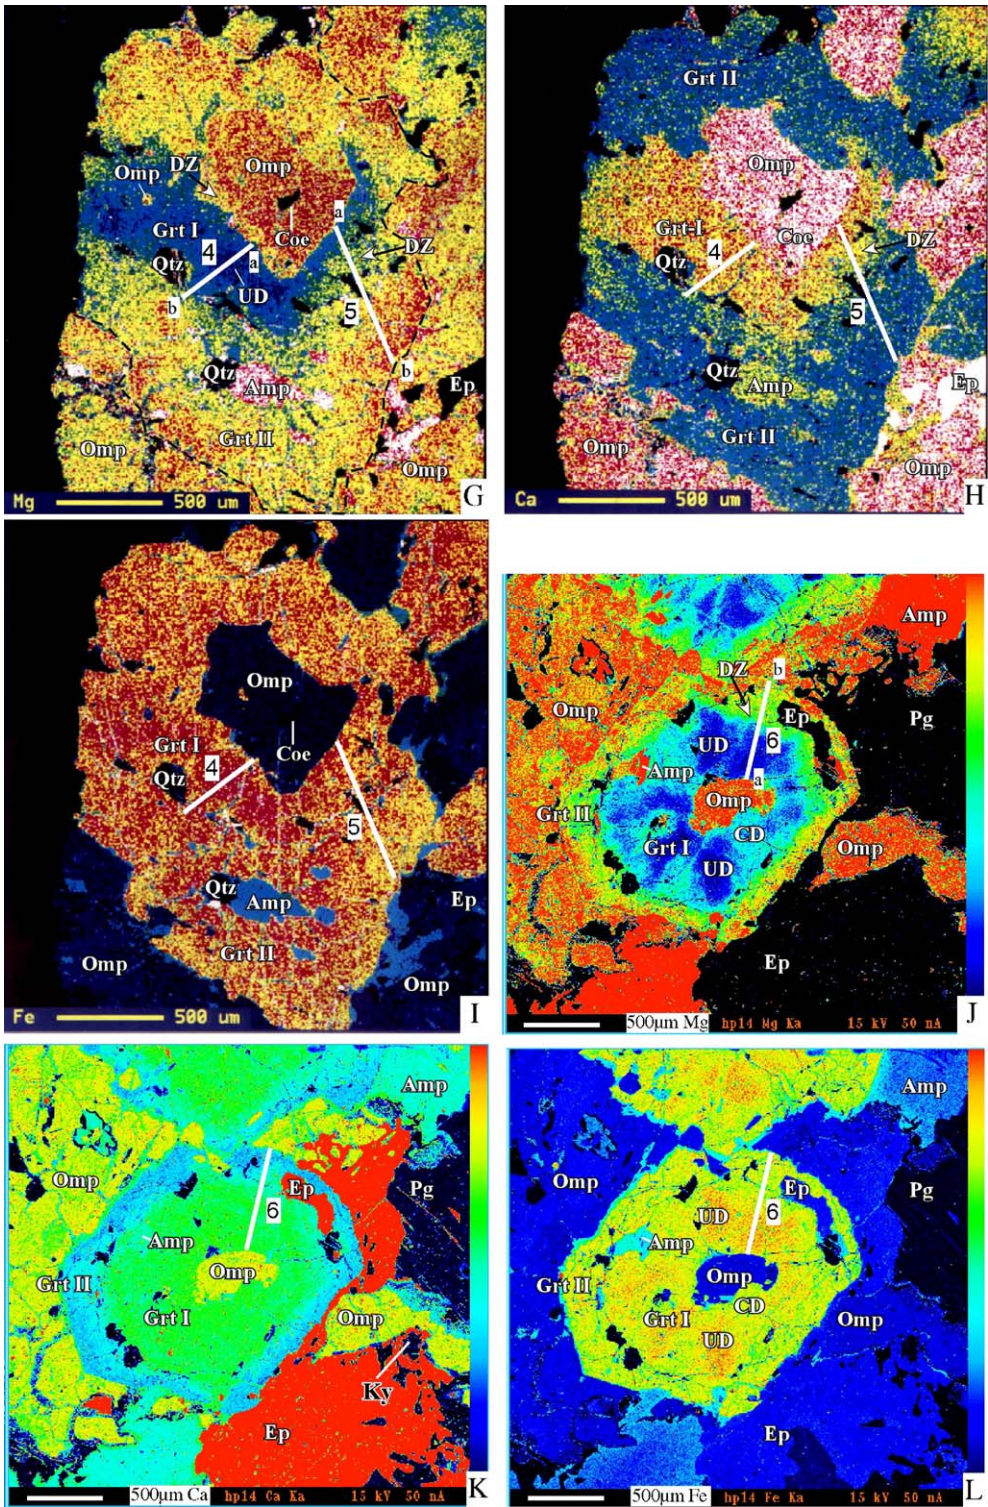 Grt II
Omp
DZ
Omp
a
Grt I
4
Coe
DZ
Qtz
a
UD
b
5
Qtz
b
Amp
Ep
Grt II
Omp
Omp
Mg 500 um
G
Grt II
Omp
Grt-I
4
Coe
DZ
Qtz
5
Qtz
Amp
Ep
Grt II
Omp
Omp
Ca 500 um
H
Omp
Grt I
4
Coe
Qtz
5
Qtz
Amp
Ep
Grt II
Omp
Omp
Fe 500 um
I
Amp
DZ
b
Omp
Ep
Pg
UD
6
Amp
a
Omp
Grt II
CD
Grt I
UD
Omp
Ep
J
500μm Mg hp14 Mg Ka 15 kV 50 nA
Amp
Omp
Ep
Pg
6
Amp
Omp
Grt II
Grt I
Omp
Ky
Ep
K
500μm Ca hp14 Ca Ka 15 kV 50 nA
Amp
Omp
Ep
Pg
UD
6
Amp
Omp
Grt II
CD
Grt I
Omp
UD
Ep
L
500μm Fe hp14 Fe Ka 15 kV 50 nA